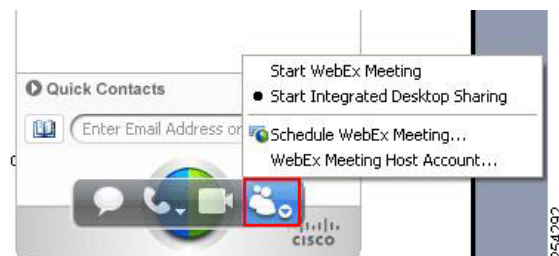 Start WebEx Meeting
Start Integrated Desktop Sharing
Schedule WebEx Meeting...
WebEx Meeting Host Account...
Quick Contacts
Enter Email Address or
cisco
254292